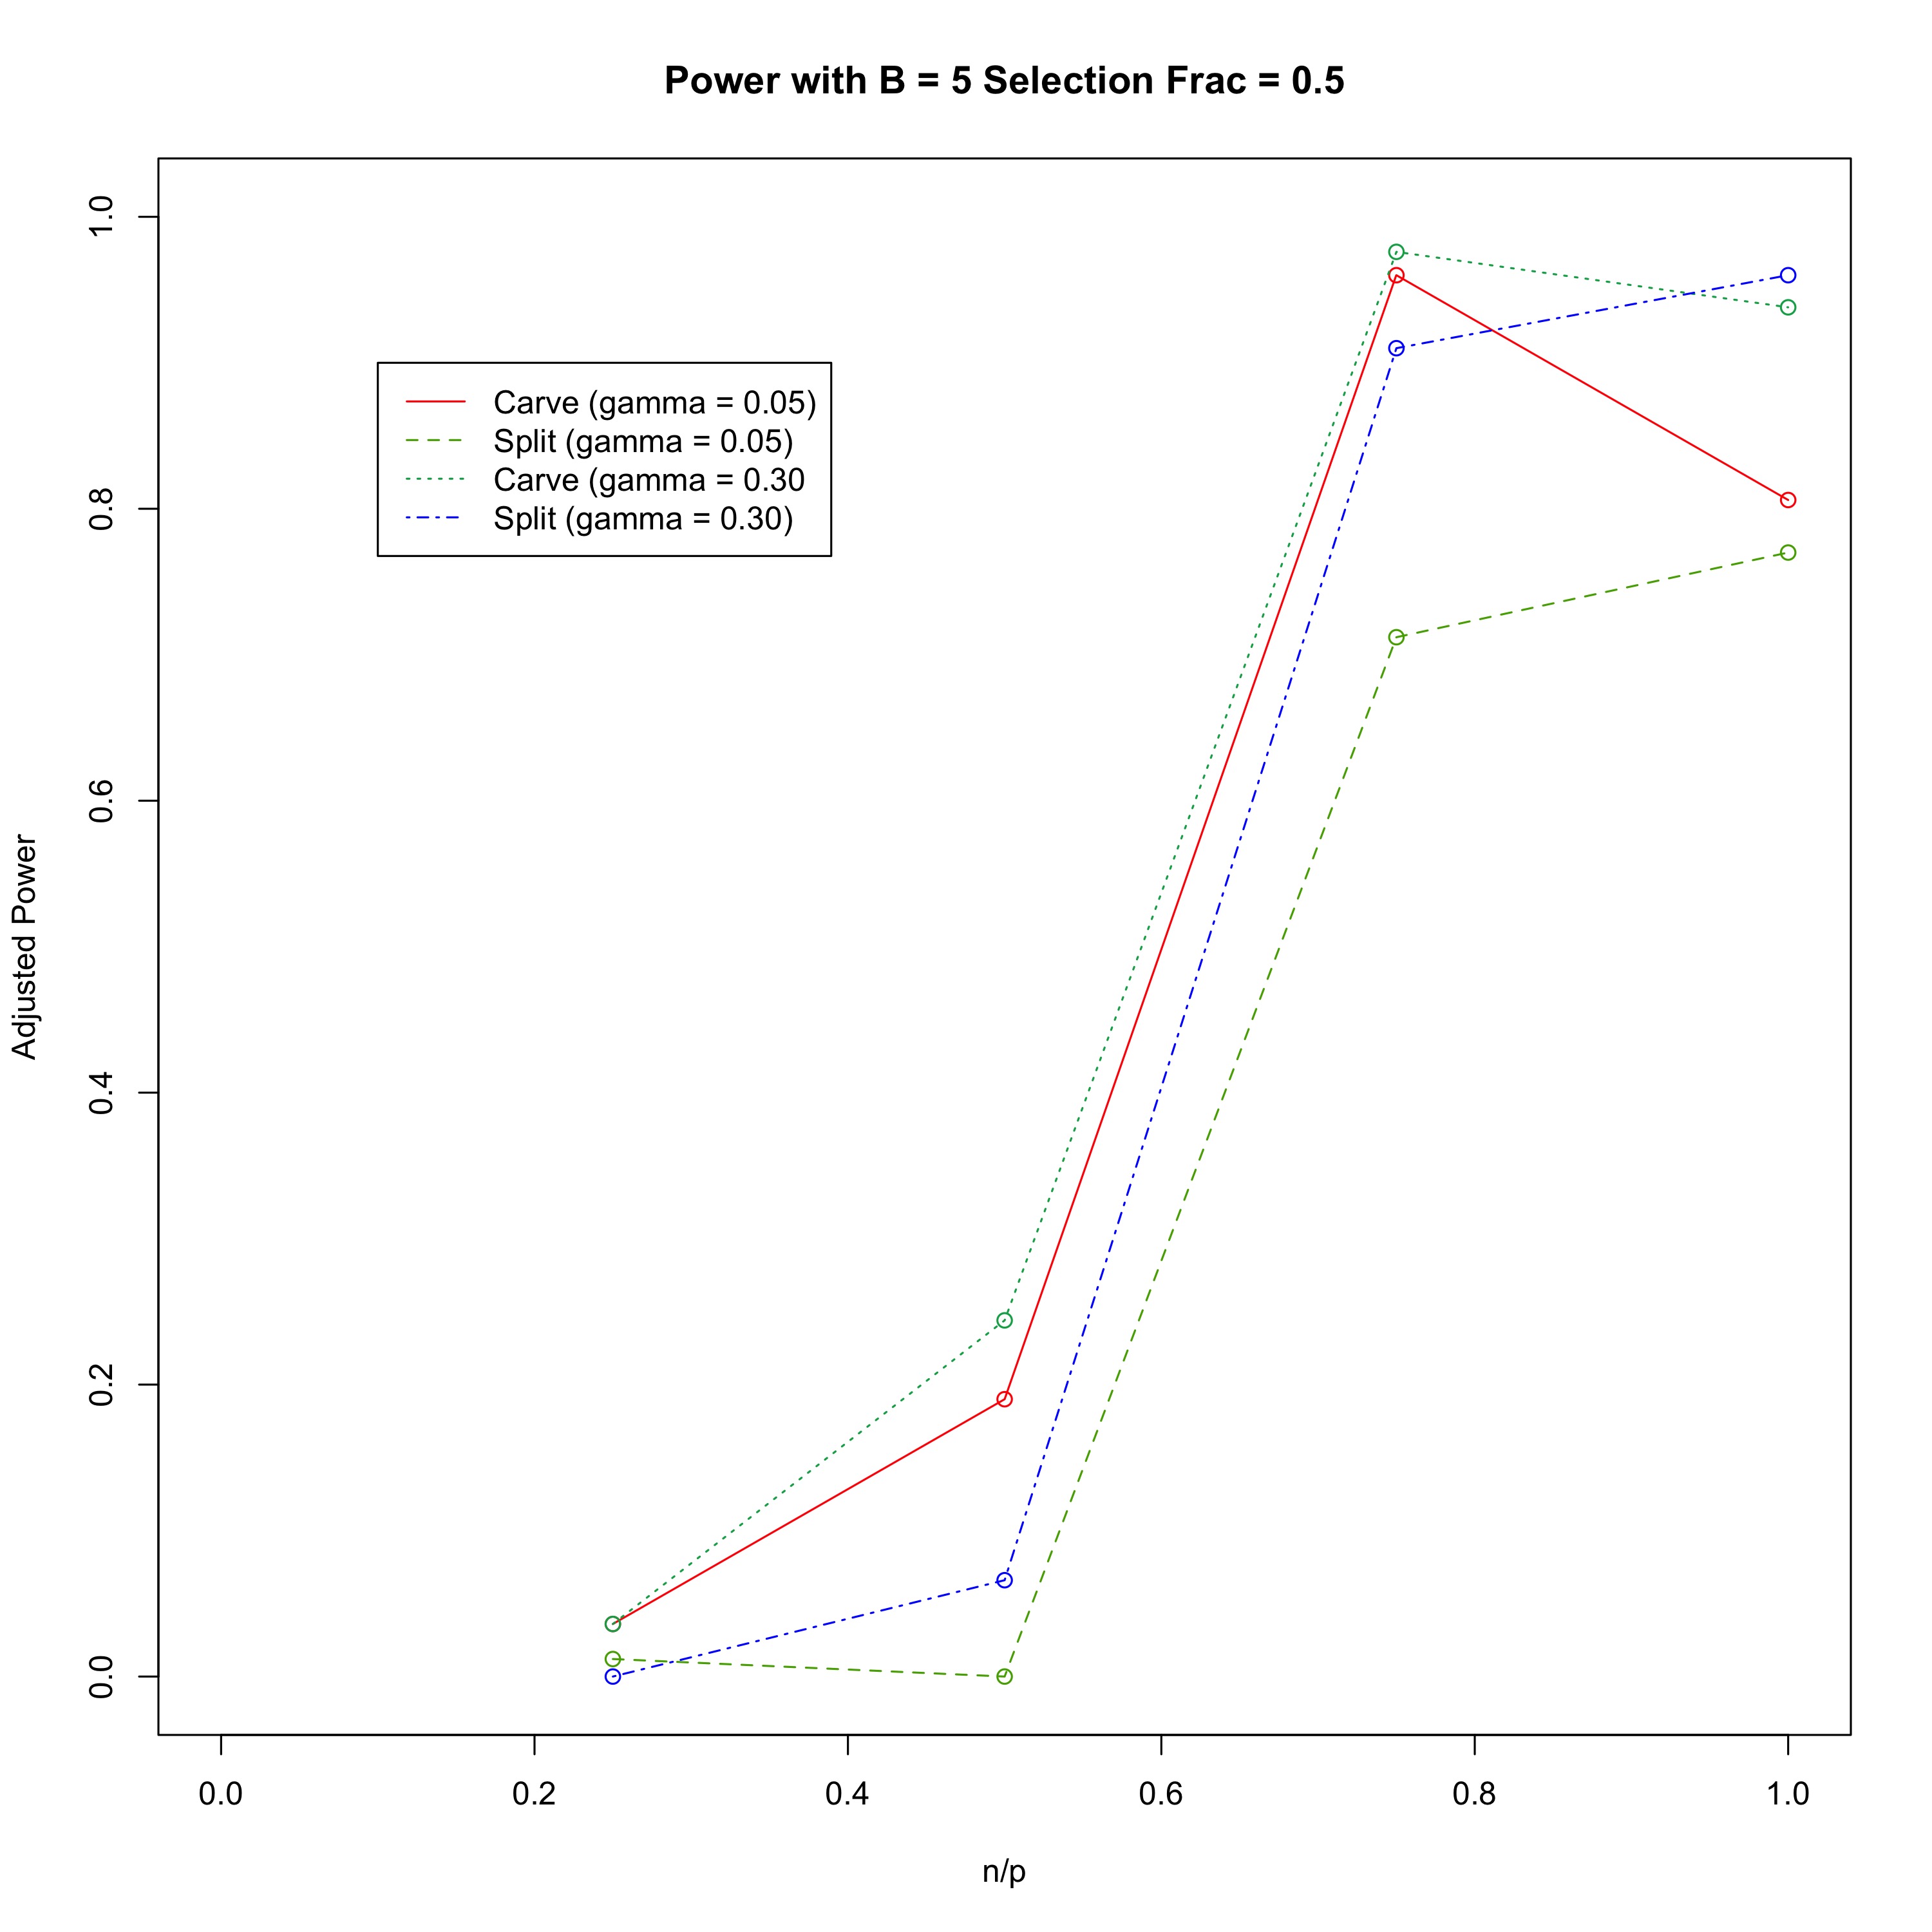 Power with B = 5 Selection Frac = 0.5
1.0
0.8
0.6
0.4
0.2
0.0
Adjusted Power
Carve (gamma = 0.05)
Split (gamma = 0.05)
Carve (gamma = 0.30
Split (gamma = 0.30)
0.0 0.2 0.4 0.6 0.8 1.0
n/p